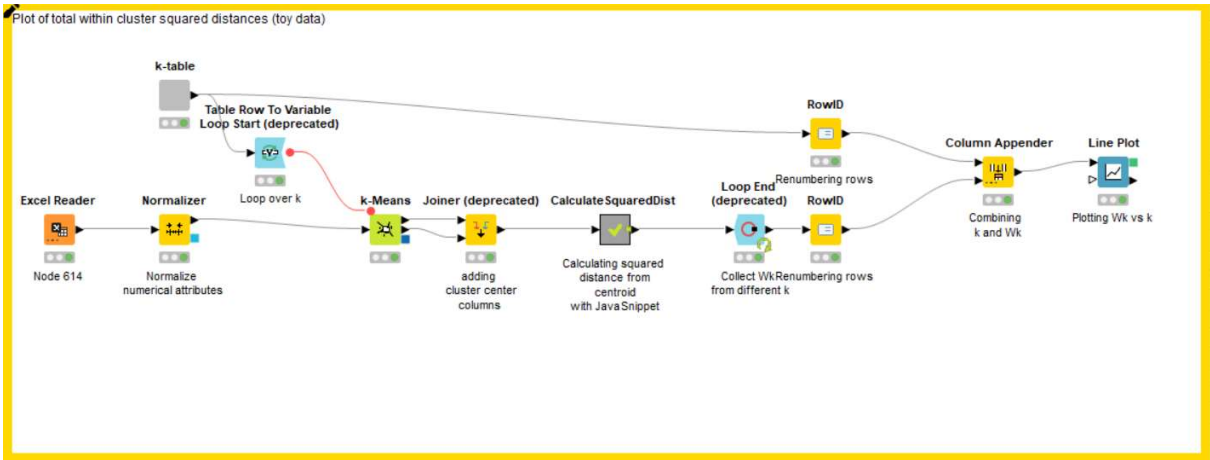 Plot of total within cluster squared distances (toy data)
k-table
Table Row To Variable
Loop Start (deprecated)
Loop over k
RowID
Renumbering rows
Column Appender
Combining
k and Wk
Line Plot
Plotting Wk vs k
Excel Reader
Node 614
Normalizer
Normalize
numerical attributes
k-Means
Joiner (deprecated)
adding
cluster center
columns
CalculateSquaredDist
Calculating squared
distance from
centroid
with JavaSnippet
Loop End
(deprecated)
Collect Wk
from different k
RowID
Renumbering rows